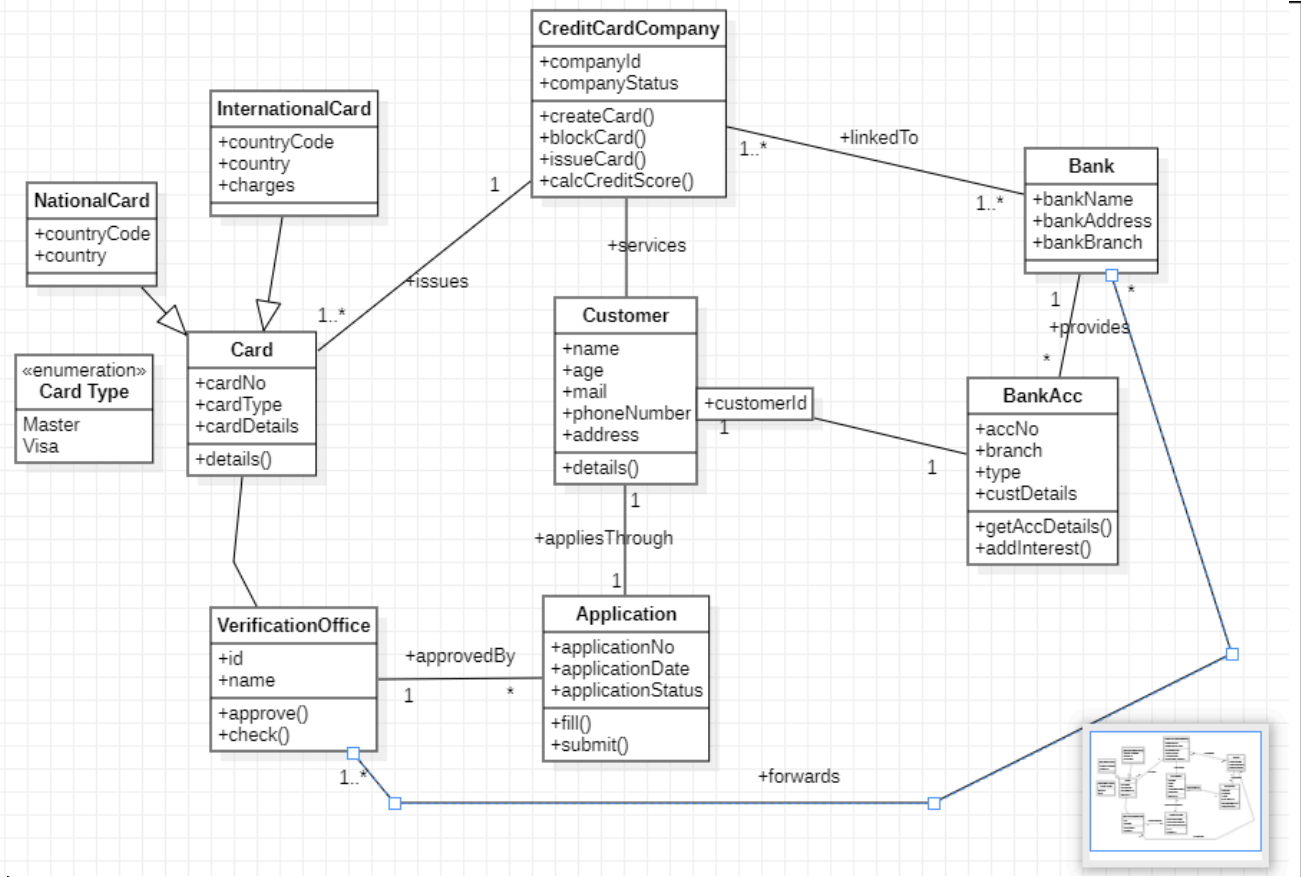 CreditCardCompany
+companyId
+companyStatus
+createCard()
+blockCard()
+issueCard()
+calcCreditScore()
InternationalCard
+countryCode
+country
+charges
NationalCard
+countryCode
+country
+linkedTo
1..*
1..*
Bank
+bankName
+bankAddress
+bankBranch
1
+issues
1..*
+services
Card
+cardNo
+cardType
+cardDetails
+details()
«enumeration»
Card Type
Master
Visa
Customer
+name
+age
+mail
+phoneNumber
+address
+details()
+customerId
1
1
1
*
+provides
*
BankAcc
+accNo
+branch
+type
+custDetails
+getAccDetails()
+addInterest()
1
+appliesThrough
1
VerificationOffice
+id
+name
+approve()
+check()
+approvedBy
1
*
Application
+applicationNo
+applicationDate
+applicationStatus
+fill()
+submit()
1..*
+forwards